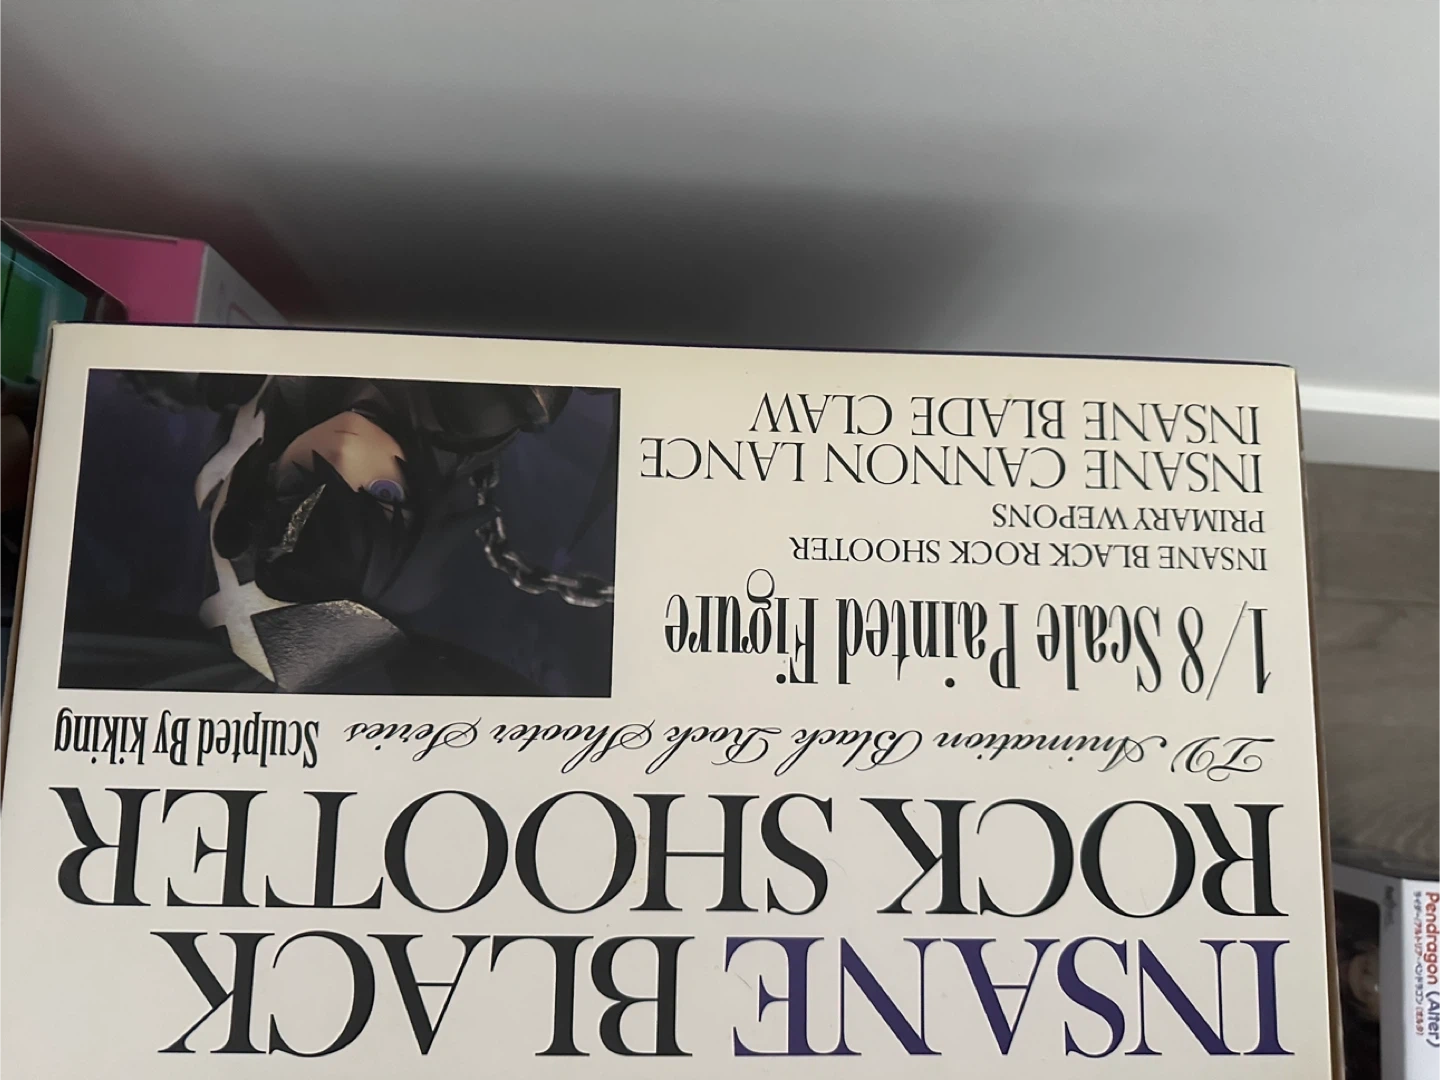 INSANE BLACK
ROCK SHOOTER
TV Animation Black Rock Shooter Series Sculpted By kiking
1/8 Scale Painted Figure
INSANE BLACK ROCK SHOOTER
PRIMARY WEPONS
INSANE CANNON LANCE
INSANE BLADE CLAW
Pendragon (Alter)